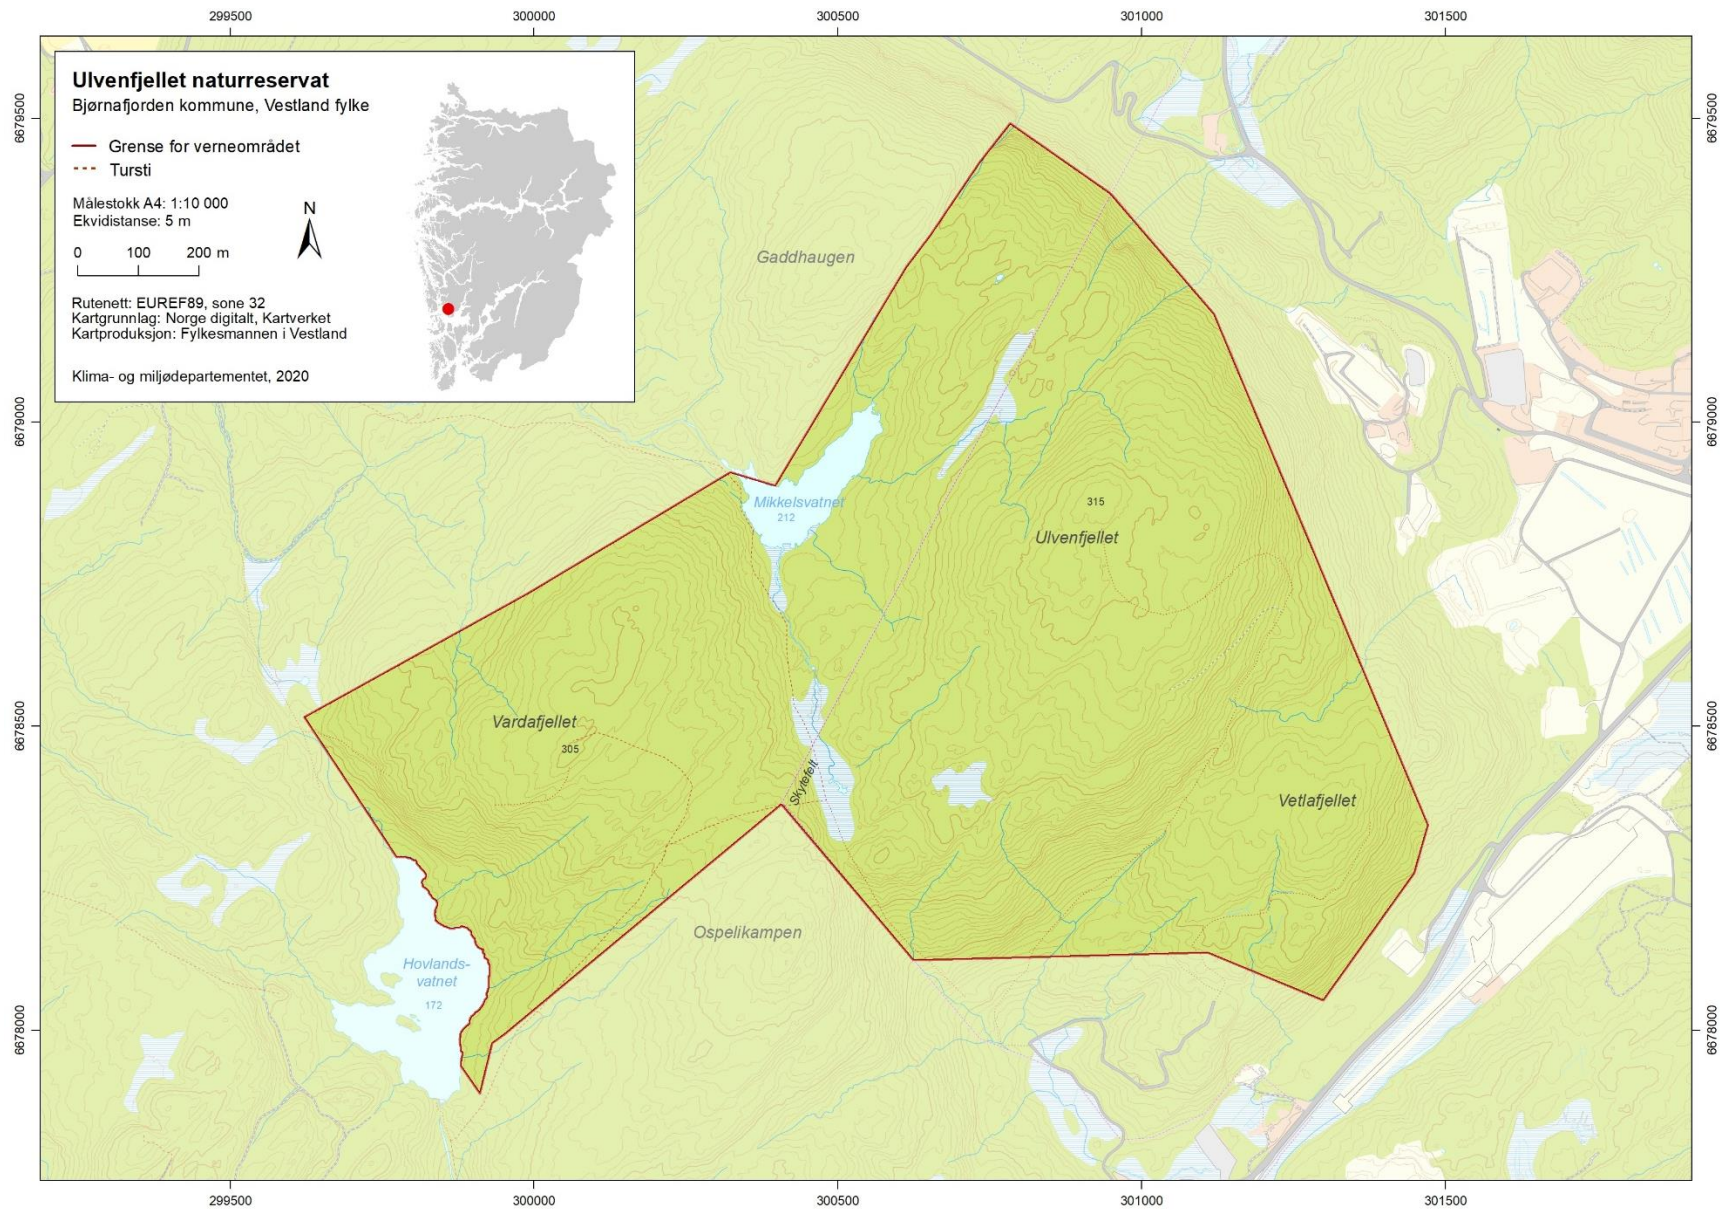 299500
300000
300500
301000
301500
Ulvenfjellet naturreservat
Bjørnafjorden kommune, Vestland fylke
Grense for verneområdet
Tursti
Målestokk A4: 1:10 000
Ekvidistanse: 5 m
N
0 100 200 m
Rutenett: EUREF89, sone 32
Kartgrunnlag: Norge digitalt, Kartverket
Kartproduksjon: Fylkesmannen i Vestland
Klima- og miljødepartementet, 2020
6679500
6679500
Gaddhaugen
6679000
6679000
Mikkelsvatnet
212
315
Ulvenfjellet
Vardafjellet
305
6678500
6678500
Skytefelt
Vetlafjellet
Ospelikampen
Hovlands-
vatnet
172
6678000
6678000
299500
300000
300500
301000
301500